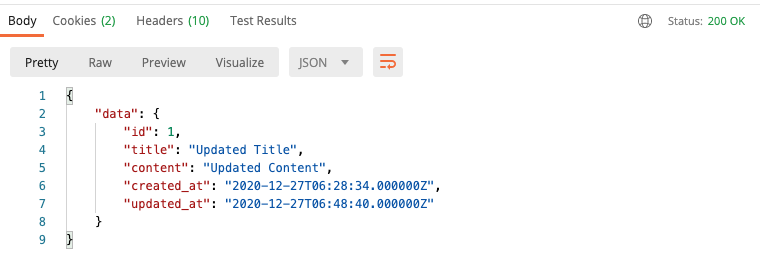 Body Cookies (2) Headers (10) Test Results Status: 200 OK
Pretty Raw Preview Visualize JSON
1 {
2 "data": {
3 "id": 1,
4 "title": "Updated Title",
5 "content": "Updated Content",
6 "created_at": "2020-12-27T06:28:34.000000Z",
7 "updated_at": "2020-12-27T06:48:40.000000Z"
8 }
9 }